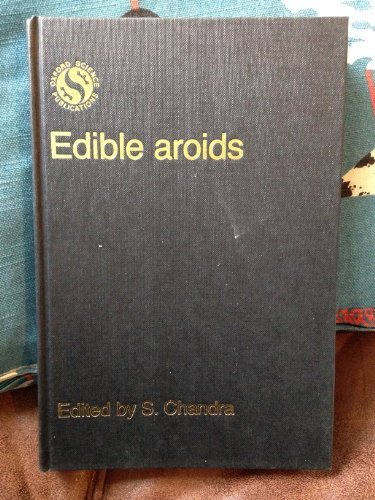 OXFORD SCIENCE
PUBLICATIONS
Edible aroids
Edited by S. Chandra